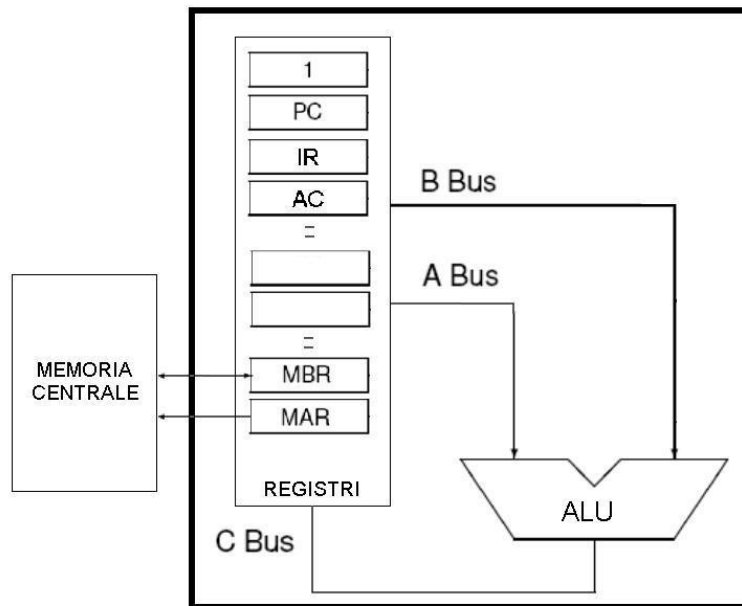 1
PC
IR
AC
B Bus
A Bus
MEMORIA
CENTRALE
MBR
MAR
REGISTRI
ALU
C Bus